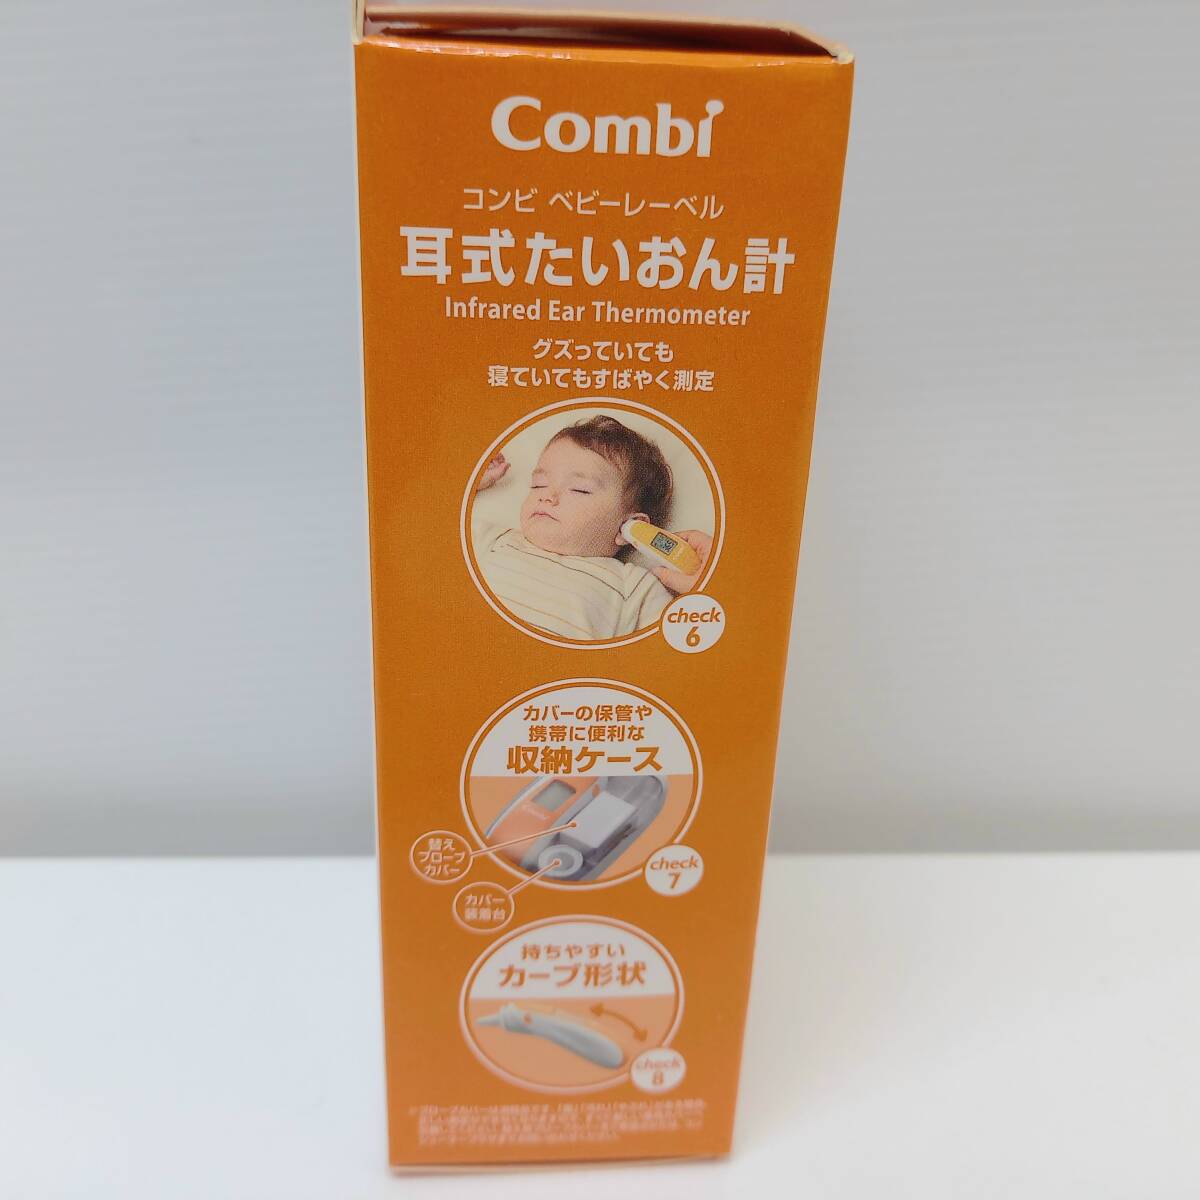 Combi
コンビ ベビーレーベル
耳式たいおん計
Infrared Ear Thermometer
グズっていても
寝ていてもすばやく測定
check
6
カバーの保管や
携帯に便利な
収納ケース
Combi
替え
プローブ
カバー
カバー
装着台
check
7
持ちやすい
カーブ形状
check
8